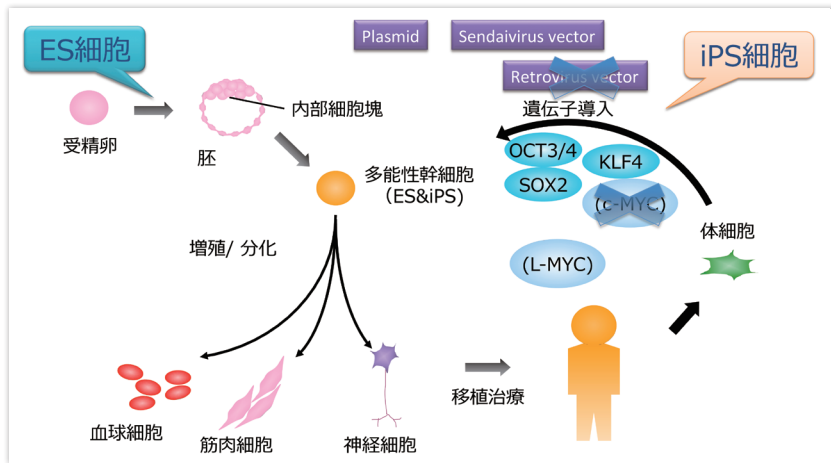 ES細胞
Plasmid
Sendaivirus vector
Retrovirus vector
iPS細胞
遺伝子導入
内部細胞塊
受精卵
胚
OCT3/4
KLF4
SOX2
(c-MYC)
多能性幹細胞
(ES&iPS)
体細胞
増殖/ 分化
(L-MYC)
移植治療
血球細胞
筋肉細胞
神経細胞